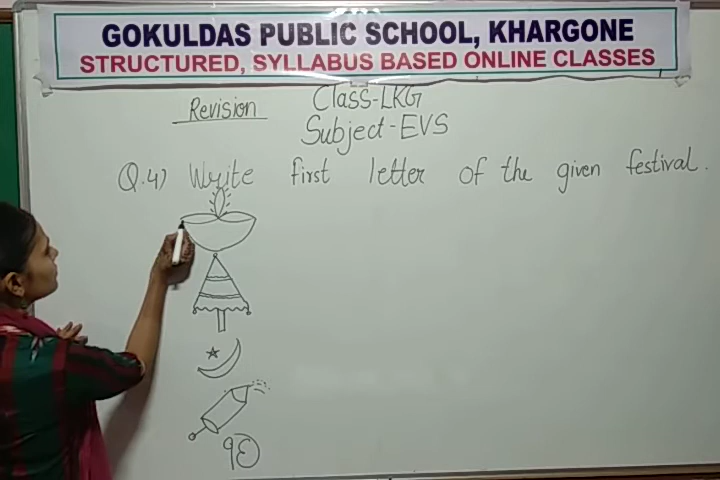 GOKULDAS PUBLIC SCHOOL, KHARGONE
STRUCTURED, SYLLABUS BASED ONLINE CLASSES
Revision Class-LKG
Subject-EVS
Q.4) Write first letter of the given festival.